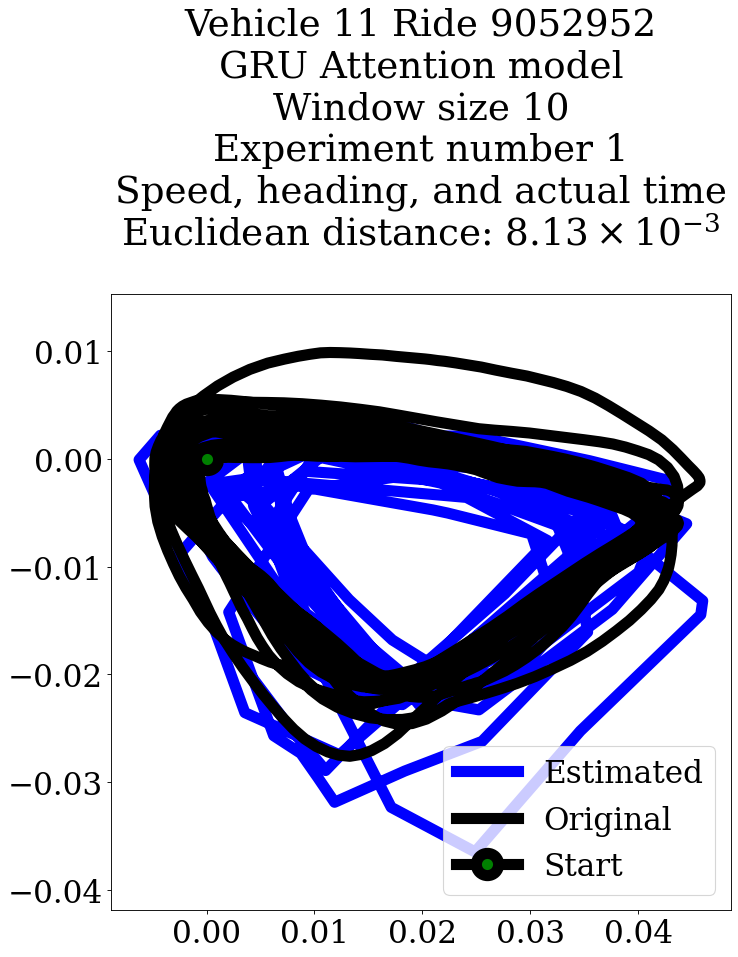 Vehicle 11 Ride 9052952
GRU Attention model
Window size 10
Experiment number 1
Speed, heading, and actual time
Euclidean distance: 8.13 × 10⁻³
0.01
0.00
−0.01
−0.02
−0.03
−0.04
Estimated
Original
Start
0.00 0.01 0.02 0.03 0.04